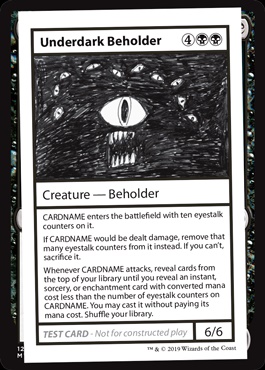 Underdark Beholder 4
Creature — Beholder
CARDNAME enters the battlefield with ten eyestalk
counters on it.
If CARDNAME would be dealt damage, remove that
many eyestalk counters from it instead. If you can't,
sacrifice it.
Whenever CARDNAME attacks, reveal cards from
the top of your library until you reveal an instant,
sorcery, or enchantment card with converted mana
cost less than the number of eyestalk counters on
CARDNAME. You may cast it without paying its
mana cost. Shuffle your library.
TEST CARD - Not for constructed play 6/6
12
M
™ & © 2019 Wizards of the Coast